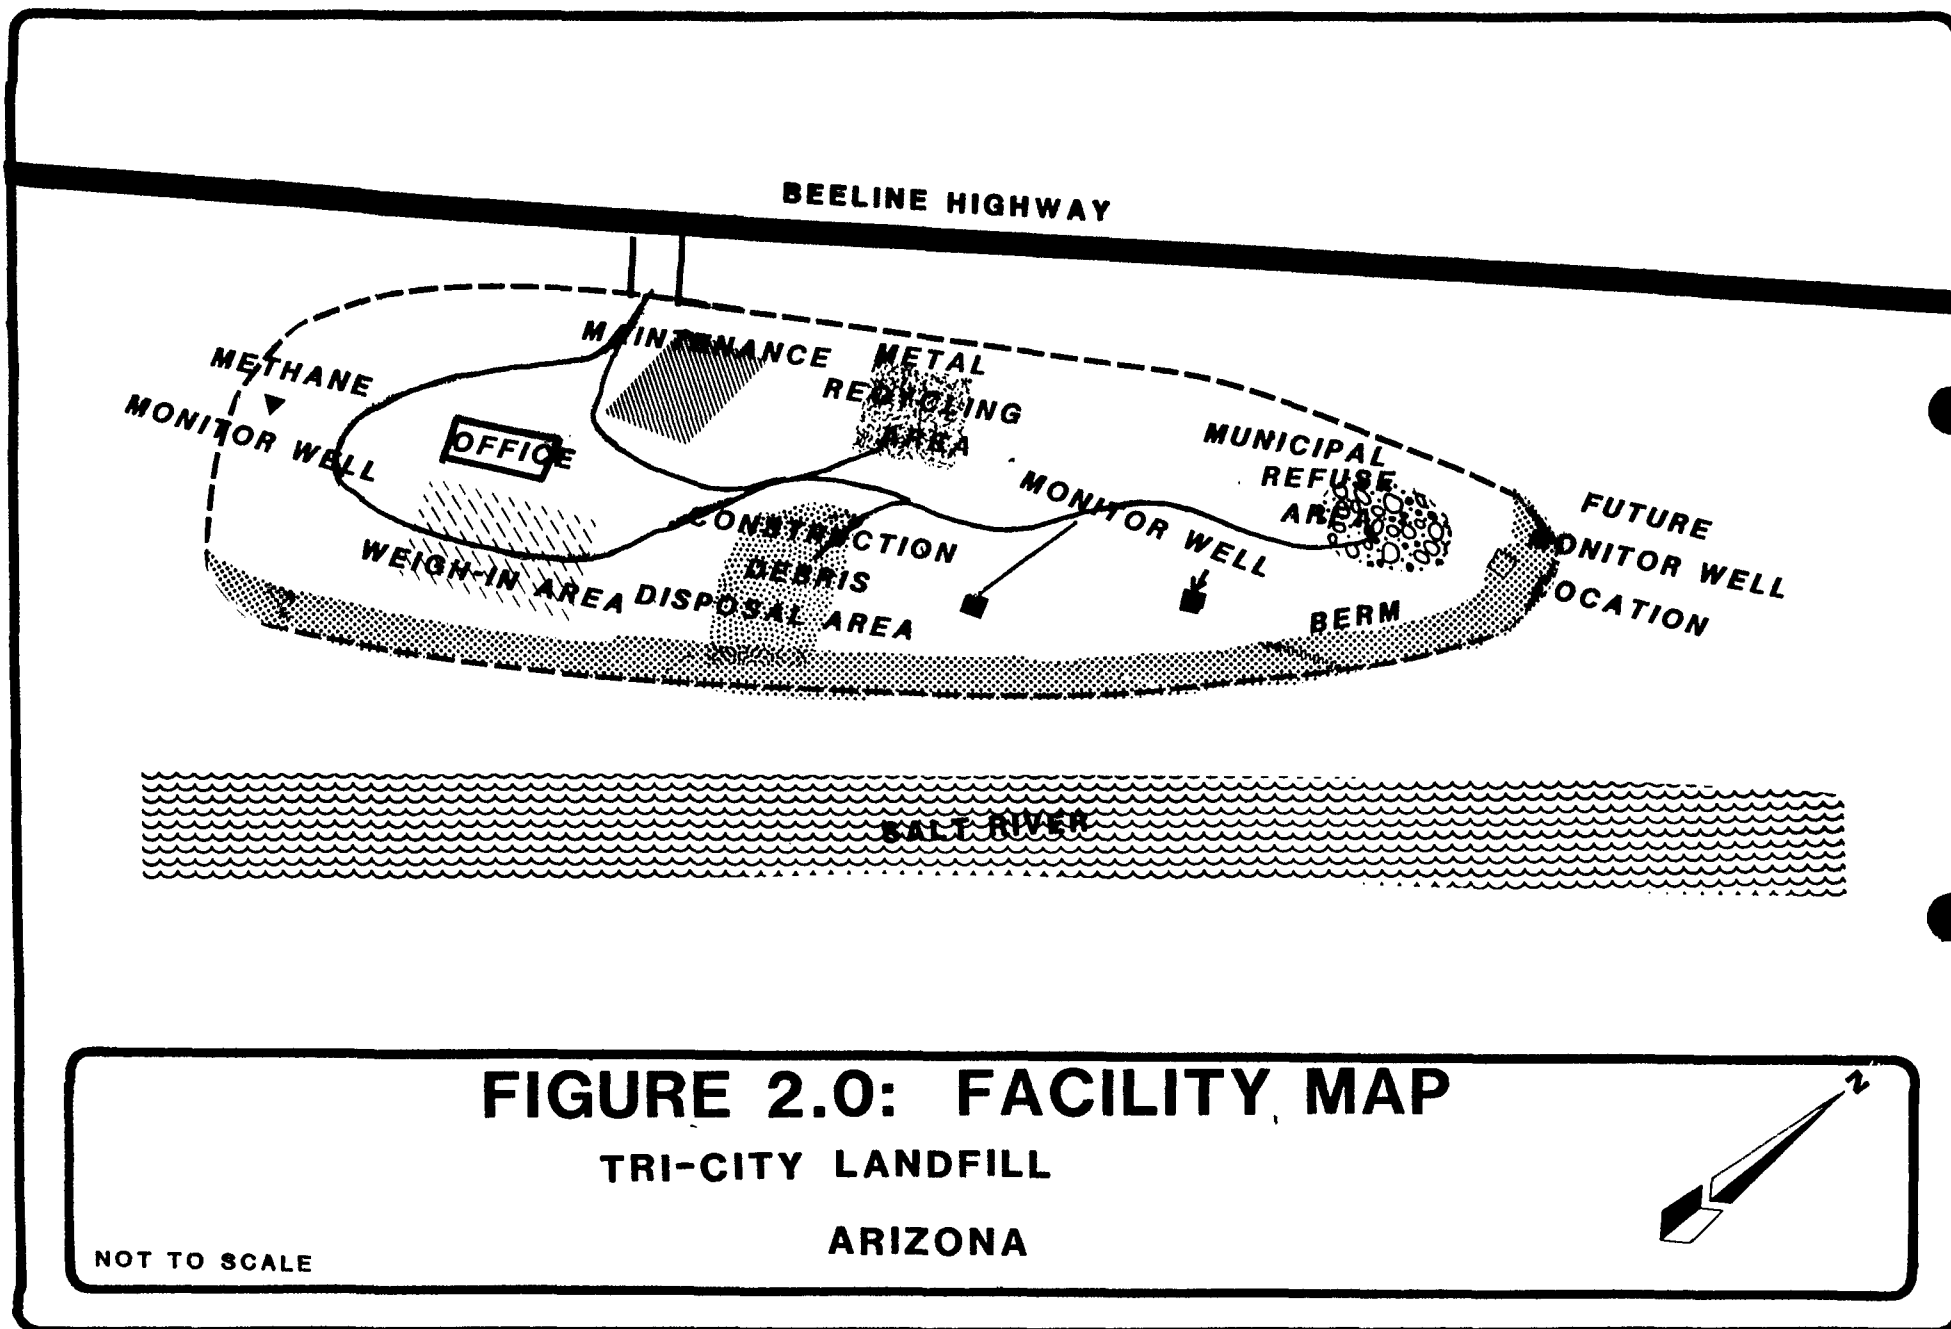 BEELINE HIGHWAY
MAINTENANCE
METAL
RECYCLING
AREA
METHANE
MONITOR WELL
OFFICE
MUNICIPAL
REFUSE
AREA
MONITOR WELL
FUTURE
MONITOR WELL
LOCATION
CONSTRUCTION
DEBRIS
DISPOSAL AREA
WEIGH-IN AREA
BERM
SALT RIVER
FIGURE 2.0: FACILITY MAP
TRI-CITY LANDFILL
ARIZONA
NOT TO SCALE
N